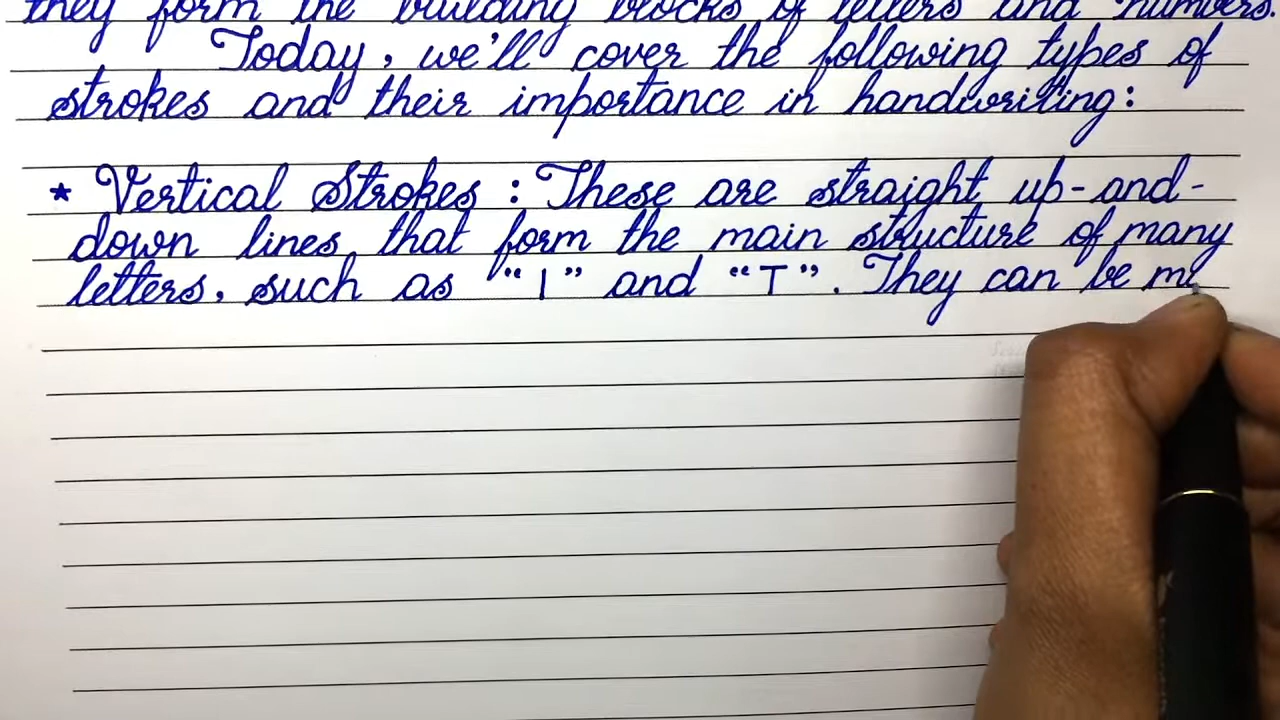 they form the building blocks of letters and numbers.
Today, we'll cover the following types of
strokes and their importance in handwriting:
* Vertical Strokes : These are straight up-and-
down lines that form the main structure of many
letters, such as "I" and "T". They can be